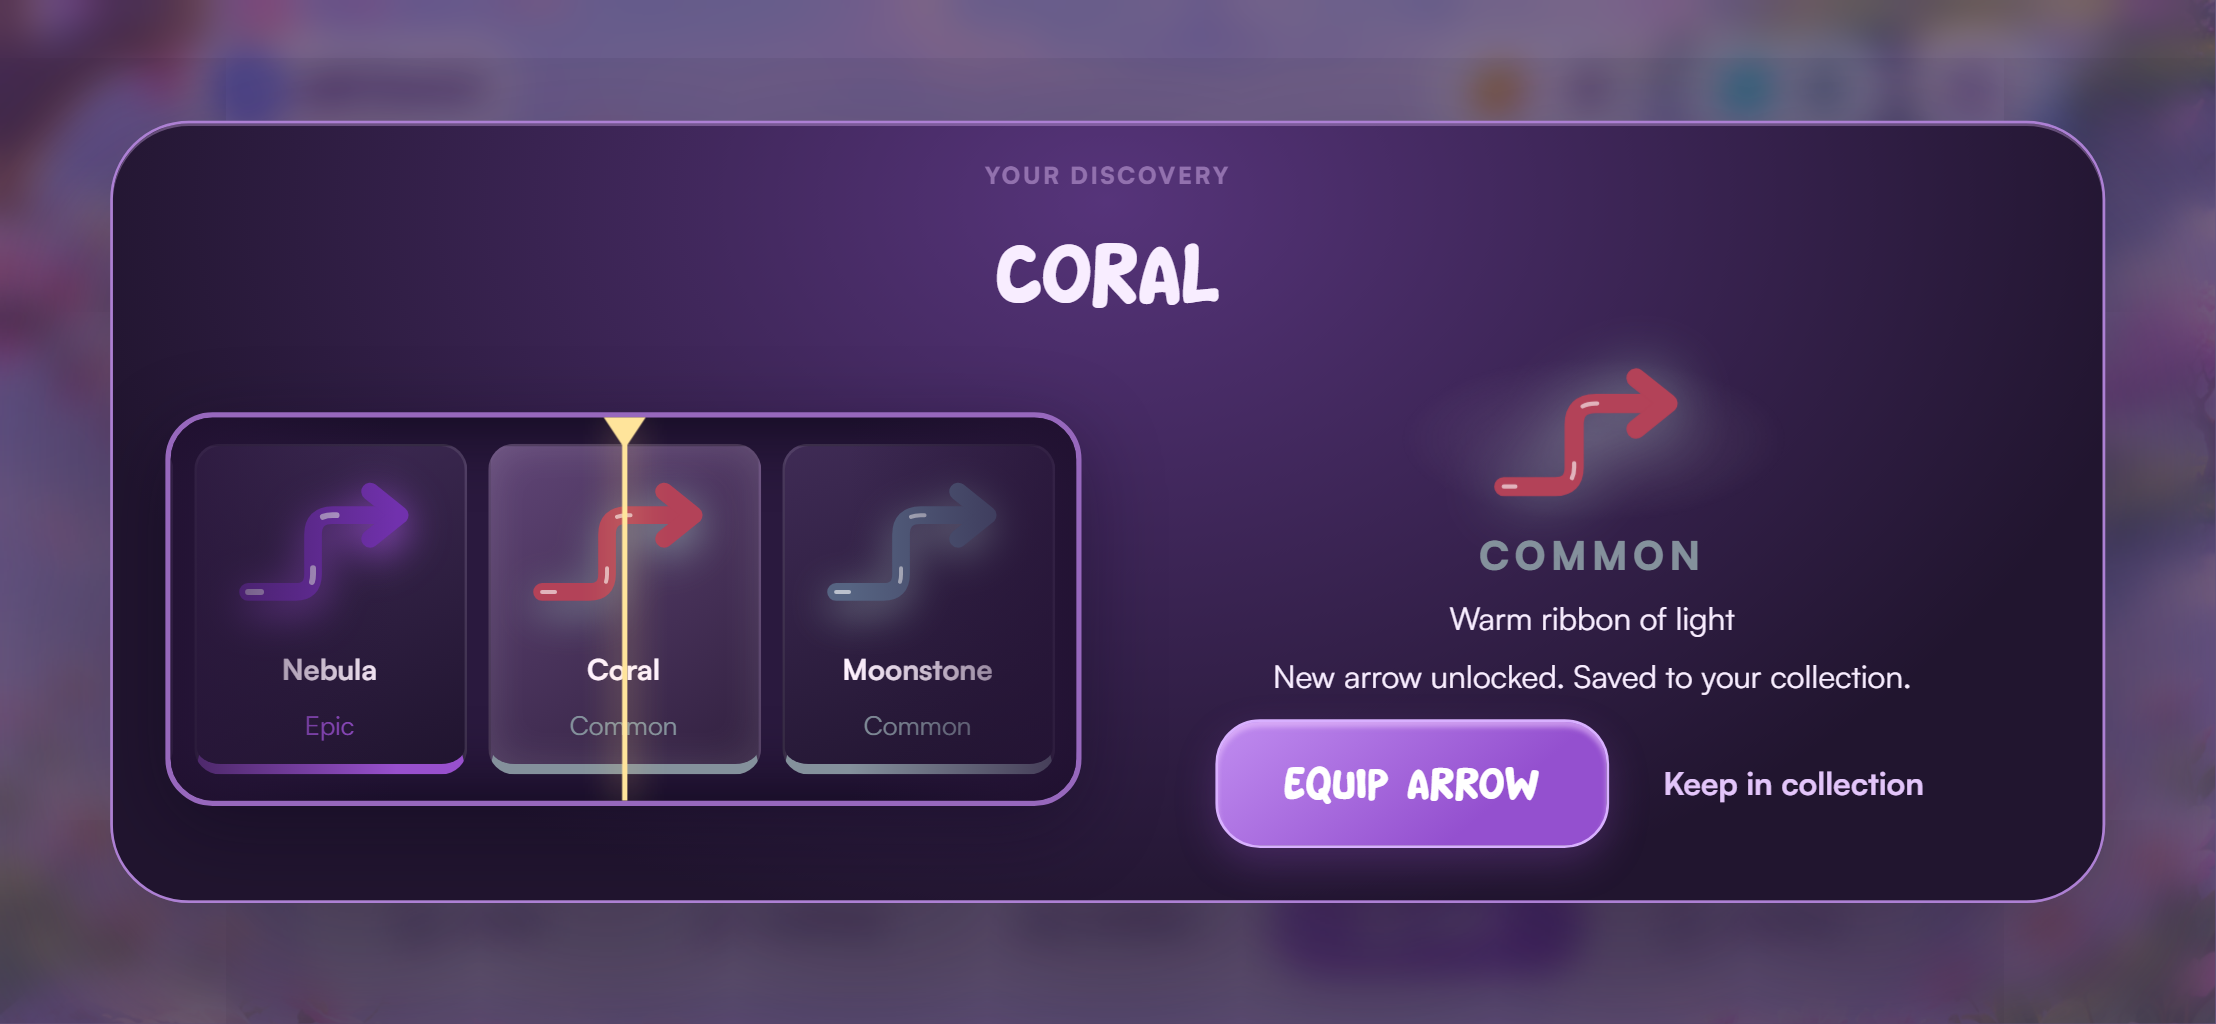 YOUR DISCOVERY
CORAL
Nebula
Epic
Coral
Common
Moonstone
Common
COMMON
Warm ribbon of light
New arrow unlocked. Saved to your collection.
EQUIP ARROW
Keep in collection